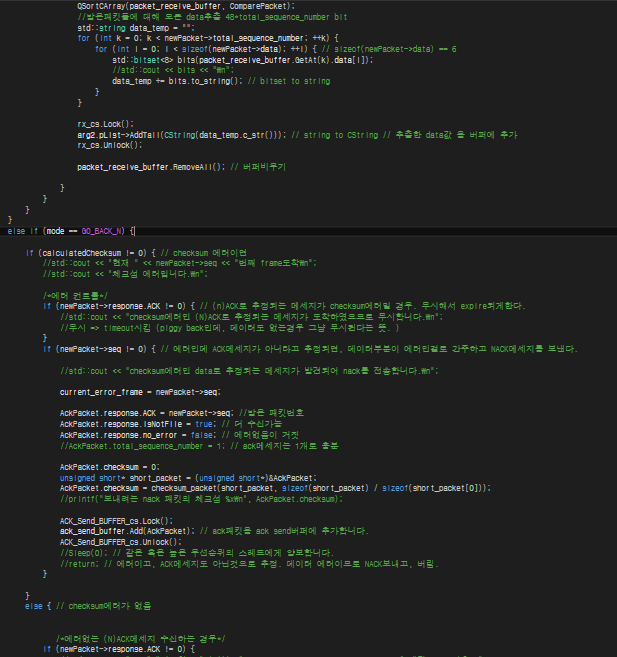 QSortCArray(packet_receive_buffer, ComparePacket);
//받은패킷들에 대해 모든 data추출 48*total_sequence_number bit
std::string data_temp = "";
for (int k = 0; k < newPacket->total_sequence_number; ++k) {
for (int i = 0; i < sizeof(newPacket->data); ++i) { // sizeof(newPacket->data) == 6
std::bitset<8> bits(packet_receive_buffer.GetAt(k).data[i]);
//std::cout << bits << "\n";
data_temp += bits.to_string(); // bitset to string
}
}
rx_cs.Lock();
arg2.pList->AddTail(CString(data_temp.c_str())); // string to CString // 추출한 data값 을 버퍼에 추가
rx_cs.Unlock();
packet_receive_buffer.RemoveAll(); // 버퍼비우기
}
}
}
}
else if (mode == GO_BACK_N) {
if (calculatedChecksum != 0) { // checksum 에러이면
//std::cout << "현재 " << newPacket->seq << "번째 frame도착\n";
//std::cout << "체크섬 에러입니다.\n";
/*에러 컨트롤*/
if (newPacket->response.ACK != 0) { // (n)ACK로 추정되는 메세지가 checksum에러일 경우. 무시해서 expire되게한다.
//std::cout << "checksum에러인 (N)ACK로 추정되는 메세지가 도착하였으므로 무시합니다.\n";
//무시 => timeout시킴 (piggy back인데, 데이터도 있는경우 그냥 무시된다는 뜻. )
}
if (newPacket->seq != 0) { // 에러인데 ACK메세지가 아니라고 추정되면, 데이터부분이 에러인걸로 간주하고 NACK메세지를 보낸다.
//std::cout << "checksum에러인 data로 추정되는 메세지가 발견되어 nack를 전송합니다.\n";
current_error_frame = newPacket->seq;
AckPacket.response.ACK = newPacket->seq; //받은 패킷번호
AckPacket.response.isNotFile = true; // 더 수신가능
AckPacket.response.no_error = false; // 에러없음이 거짓
//AckPacket.total_sequence_number = 1; // ack메세지는 1개로 충분
AckPacket.checksum = 0;
unsigned short* short_packet = (unsigned short*)&AckPacket;
AckPacket.checksum = checksum_packet(short_packet, sizeof(short_packet) / sizeof(short_packet[0]));
//printf("보내려는 nack 패킷의 체크섬 %x\n", AckPacket.checksum);
ACK_Send_BUFFER_cs.Lock();
ack_send_buffer.Add(AckPacket); // ack패킷을 ack send버퍼에 추가합니다.
ACK_Send_BUFFER_cs.Unlock();
//Sleep(0); // 같은 혹은 높은 우선순위의 스레드에게 양보합니다.
//return; // 에러이고, ACK메세지도 아닌것으로 추정. 데이터 에러이므로 NACK보내고, 버림.
}
}
else { // checksum에러가 없음
/*에러없는 (N)ACK메세지 수신하는 경우*/
if (newPacket->response.ACK != 0) {